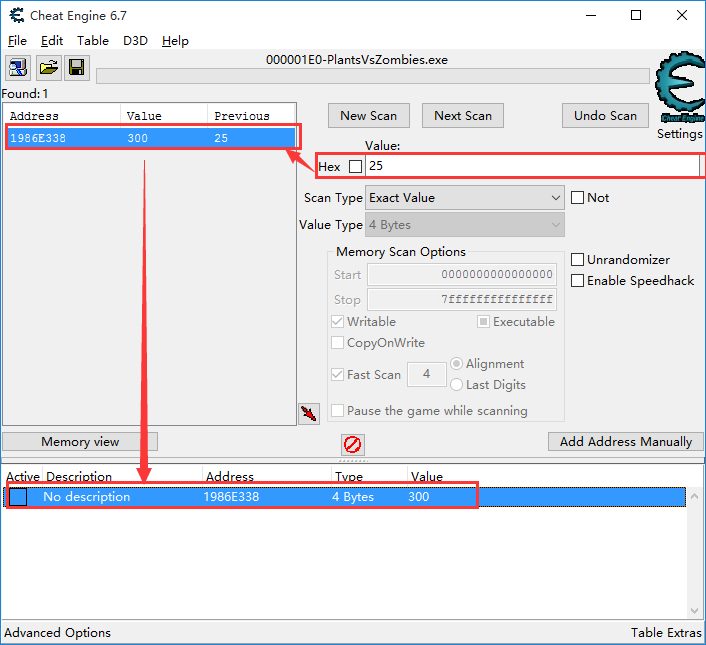 Cheat Engine 6.7
File Edit Table D3D Help
000001E0-PlantsVsZombies.exe
Found: 1
Address Value Previous
1986E338 300 25
New Scan Next Scan Undo Scan
Cheat Engine
Settings
Value:
Hex 25
Scan Type Exact Value Not
Value Type 4 Bytes
Memory Scan Options
Start 0000000000000000
Stop 7fffffffffffffff
Writable Executable
CopyOnWrite
Fast Scan 4 Alignment
Last Digits
Pause the game while scanning
Unrandomizer
Enable Speedhack
Memory view Add Address Manually
Active Description Address Type Value
No description 1986E338 4 Bytes 300
Advanced Options Table Extras